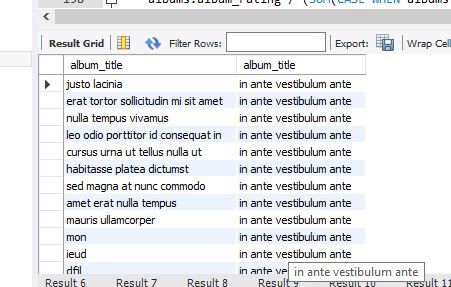 198
albums.album_rating / (SUM(CASE WHEN albums
Result Grid Filter Rows: Export: Wrap Cell
album_title album_title
justo lacinia in ante vestibulum ante
erat tortor sollicitudin mi sit amet in ante vestibulum ante
nulla tempus vivamus in ante vestibulum ante
leo odio porttitor id consequat in in ante vestibulum ante
cursus urna ut tellus nulla ut in ante vestibulum ante
habitasse platea dictumst in ante vestibulum ante
sed magna at nunc commodo in ante vestibulum ante
amet erat nulla tempus in ante vestibulum ante
mauris ullamcorper in ante vestibulum ante
mon in ante vestibulum ante
ieud in ante vestibulum ante
dfil in ante vestibulum ante
in ante vestibulum ante
Result 6 Result 7 Result 8 Result 9 Result 10 Result 11